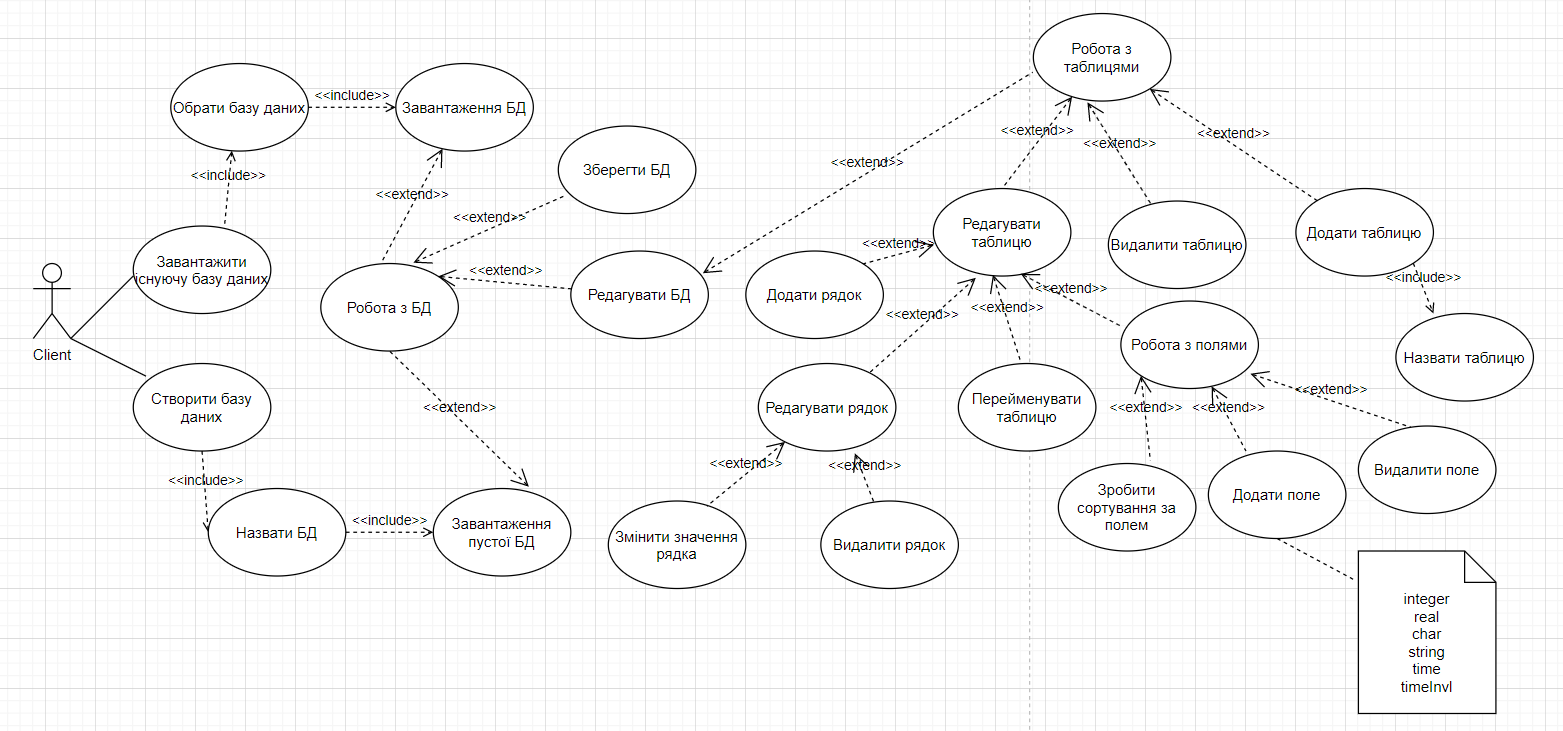 Робота з
таблицями
Обрати базу даних
<<include>>
Завантаження БД
<<extend>>
<<extend>>
<<extend>>
<<extend>>
Зберегти БД
<<include>>
<<extend>>
<<extend>>
Редагувати
таблицю
Видалити таблицю
Додати таблицю
Завантажити
існуючу базу даних
<<extend>>
<<extend>>
<<include>>
Робота з БД
Редагувати БД
Додати рядок
<<extend>>
<<extend>>
<<extend>>
Client
Робота з полями
Назвати таблицю
Створити базу
даних
<<extend>>
Редагувати рядок
Перейменувати
таблицю
<<extend>>
<<extend>>
<<extend>>
<<include>>
<<extend>>
<<extend>>
Видалити поле
Зробити
сортування за
полем
Додати поле
Назвати БД
<<include>>
Завантаження
пустої БД
Змінити значення
рядка
Видалити рядок
integer
real
char
string
time
timeInvl